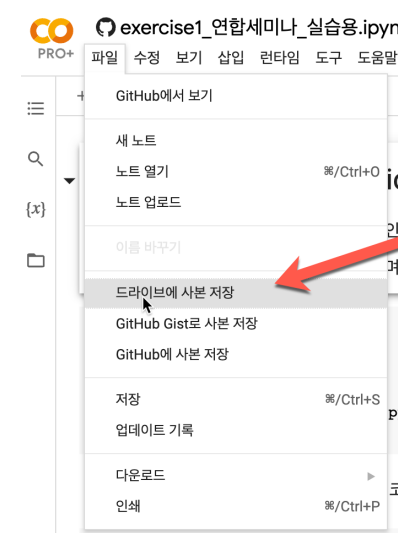 exercise1_연합세미나_실습용.ipyn
PRO+
파일 수정 보기 삽입 런타임 도구 도움말
GitHub에서 보기
새 노트
노트 열기 ⌘/Ctrl+O
노트 업로드
이름 바꾸기
드라이브에 사본 저장
GitHub Gist로 사본 저장
GitHub에 사본 저장
저장 ⌘/Ctrl+S
업데이트 기록
다운로드
인쇄 ⌘/Ctrl+P